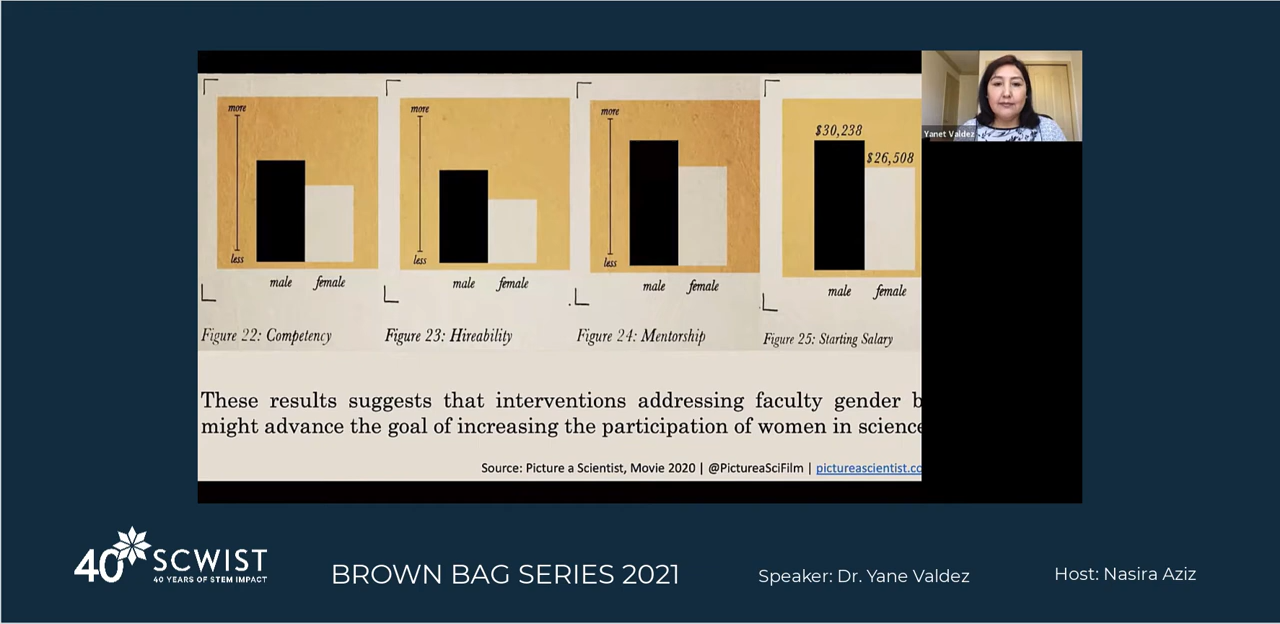 more
less
male female
Figure 22: Competency
more
less
male female
Figure 23: Hireability
more
less
male female
Figure 24: Mentorship
$30,238
$26,508
male female
Figure 25: Starting Salary
Yanet Valdez
These results suggests that interventions addressing faculty gender b
might advance the goal of increasing the participation of women in science
Source: Picture a Scientist, Movie 2020 | @PictureaSciFilm | pictureascientist.co
40 SCWIST
40 YEARS OF STEM IMPACT
BROWN BAG SERIES 2021
Speaker: Dr. Yane Valdez
Host: Nasira Aziz